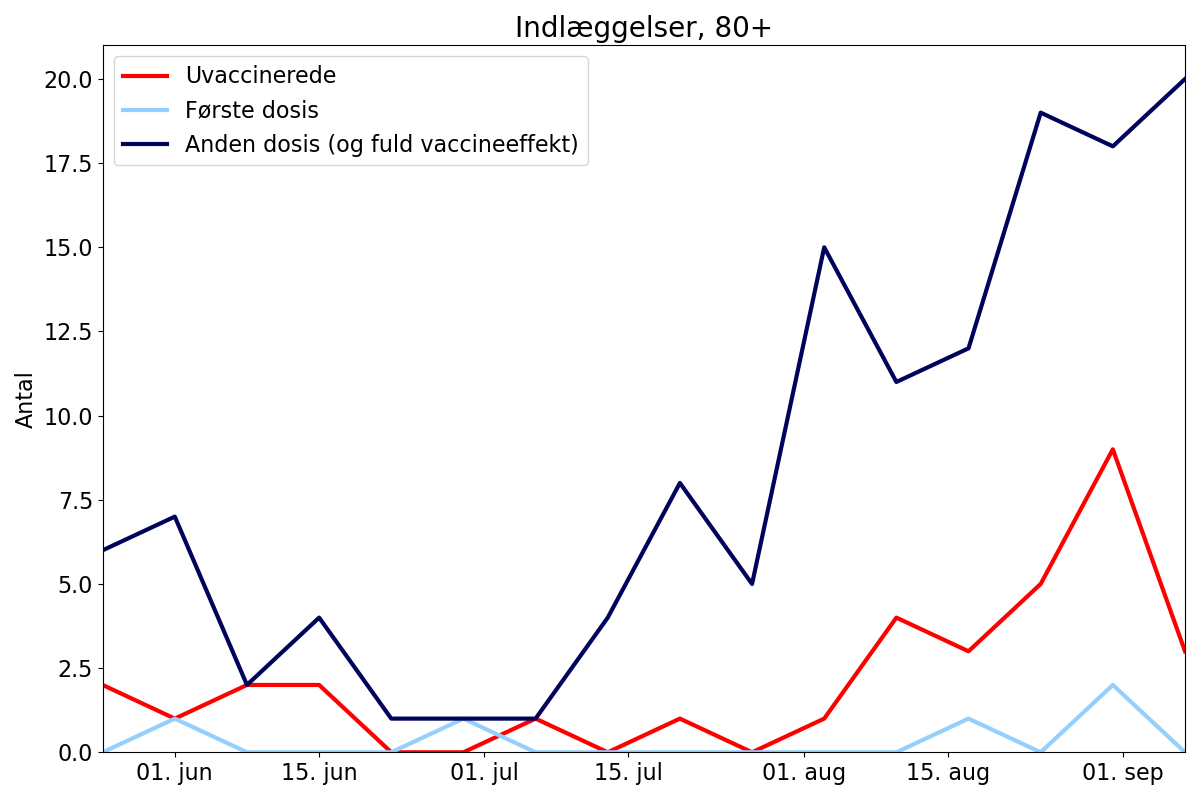 Indlæggelser, 80+
Uvaccinerede
Første dosis
Anden dosis (og fuld vaccineeffekt)
Antal
20.0
17.5
15.0
12.5
10.0
7.5
5.0
2.5
0.0
01. jun
15. jun
01. jul
15. jul
01. aug
15. aug
01. sep